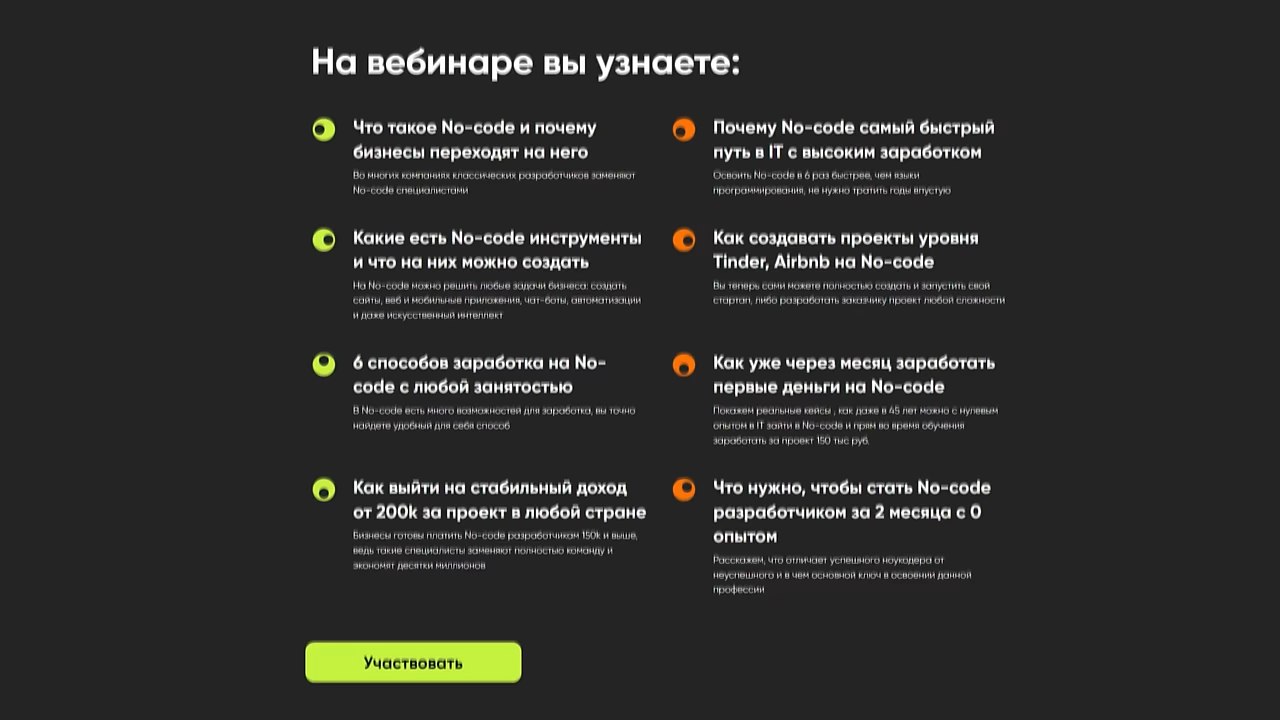 На вебинаре вы узнаете:
Что такое No-code и почему
бизнесы переходят на него
Во многих компаниях классических разработчиков заменяют
No-code специалистами
Почему No-code самый быстрый
путь в IT с высоким заработком
Освоить No-code в 6 раз быстрее, чем языки
программирования, не нужно тратить годы впустую
Какие есть No-code инструменты
и что на них можно создать
На No-code можно решить любые задачи бизнеса: создать
сайты, веб и мобильные приложения, чат-боты, автоматизации
и даже искусственный интеллект
Как создавать проекты уровня
Tinder, Airbnb на No-code
Вы теперь сами можете полностью создать и запустить свой
стартап, либо разработать заказчику проект любой сложности
6 способов заработка на No-
code с любой занятостью
В No-code есть много возможностей для заработка, вы точно
найдете удобный для себя способ
Как уже через месяц заработать
первые деньги на No-code
Покажем реальные кейсы , как даже в 45 лет можно с нулевым
опытом в IT зайти в No-code и прям во время обучения
заработать за проект 150 тыс руб.
Как выйти на стабильный доход
от 200k за проект в любой стране
Бизнесы готовы платить No-code разработчикам 150k и выше,
ведь такие специалисты заменяют полностью команду и
экономят десятки миллионов
Что нужно, чтобы стать No-code
разработчиком за 2 месяца с 0
опытом
Расскажем, что отличает успешного ноукодера от
неуспешного и в чем основной ключ в освоении данной
профессии
Участвовать